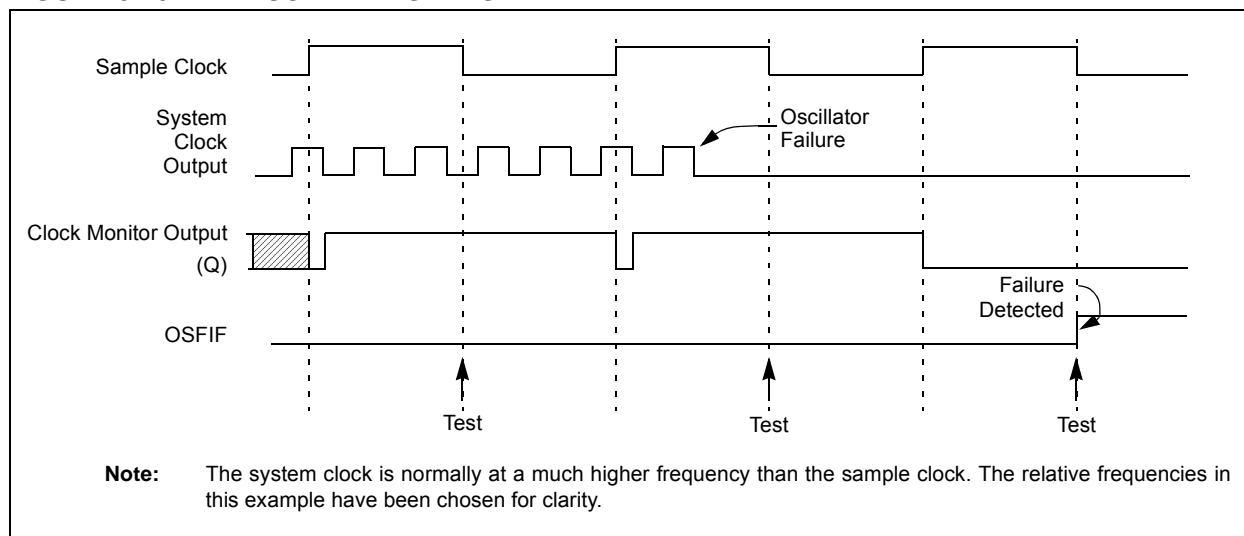 Sample Clock
System
Clock
Output
Oscillator
Failure
Clock Monitor Output
(Q)
Failure
Detected
OSFIF
Test
Test
Test
Note: The system clock is normally at a much higher frequency than the sample clock. The relative frequencies in
this example have been chosen for clarity.